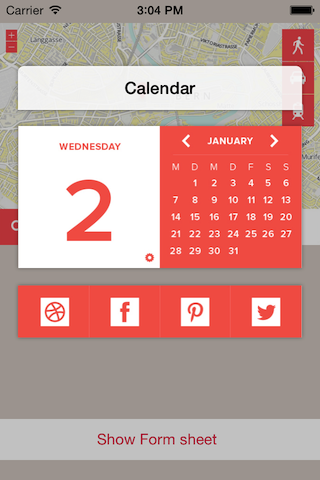 Carrier 3:04 PM
Langgasse
Calendar
WEDNESDAY
2
JANUARY
M D W D F S S
1 2 3 4 5 6
7 8 9 10 11 12 13
14 15 16 17 18 19 20
21 22 23 24 25 26 27
28 29 30 31
Show Form sheet